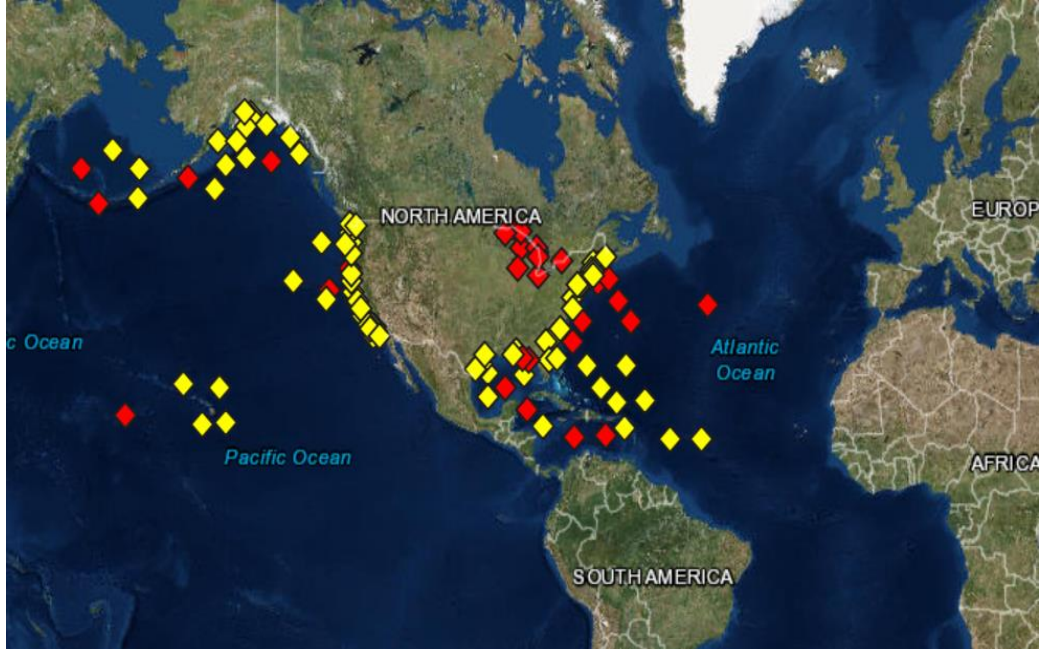 NORTH AMERICA
EUROP
c Ocean
Atlantic
Ocean
Pacific Ocean
AFRICA
SOUTH AMERICA